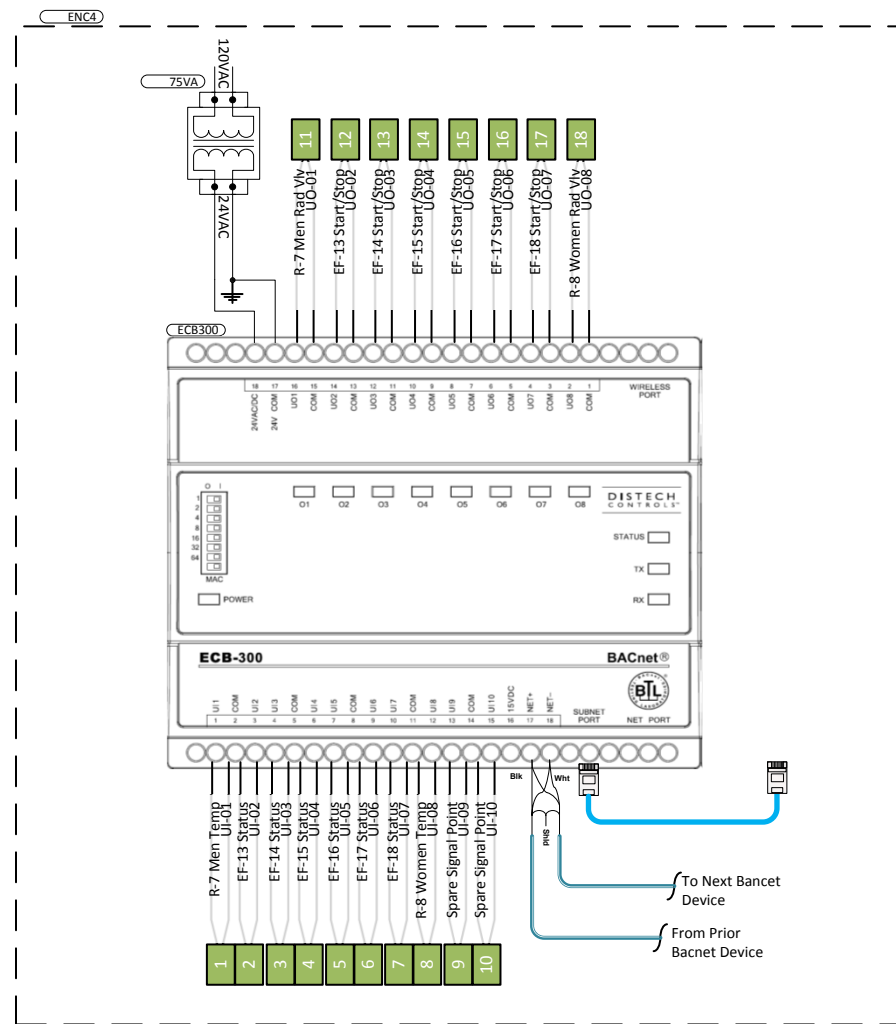 ENC4
120VAC
75VA
24VAC
11
12
13
14
15
16
17
18
R-7 Men Rad Vlv
UO-01
EF-13 Start/Stop
UO-02
EF-14 Start/Stop
UO-03
EF-15 Start/Stop
UO-04
EF-16 Start/Stop
UO-05
EF-17 Start/Stop
UO-06
EF-18 Start/Stop
UO-07
R-8 Women Rad Vlv
UO-08
ECB300
18 17 16 15 14 13 12 11 10 9 8 7 6 5 4 3 2 1
24VAC/DC
24V COM
UO1
COM
UO2
COM
UO3
COM
UO4
COM
UO5
COM
UO6
COM
UO7
COM
UO8
COM
WIRELESS
PORT
O I
1
2
4
8
16
32
64
MAC
POWER
O1 O2 O3 O4 O5 O6 O7 O8
DISTECH
CONTROLS™
STATUS
TX
RX
ECB-300
BACnet®
BTL
UI1
COM
UI2
UI3
COM
UI4
UI5
COM
UI6
UI7
COM
UI8
UI9
COM
UI10
15VDC
NET+
NET-
1 2 3 4 5 6 7 8 9 10 11 12 13 14 15 16 17 18
SUBNET
PORT
NET PORT
Blk
Wht
Shld
R-7 Men Temp
UI-01
EF-13 Status
UI-02
EF-14 Status
UI-03
EF-15 Status
UI-04
EF-16 Status
UI-05
EF-17 Status
UI-06
EF-18 Status
UI-07
R-8 Women Temp
UI-08
Spare Signal Point
UI-09
Spare Signal Point
UI-10
1
2
3
4
5
6
7
8
9
10
To Next Bancet
Device
From Prior
Bacnet Device